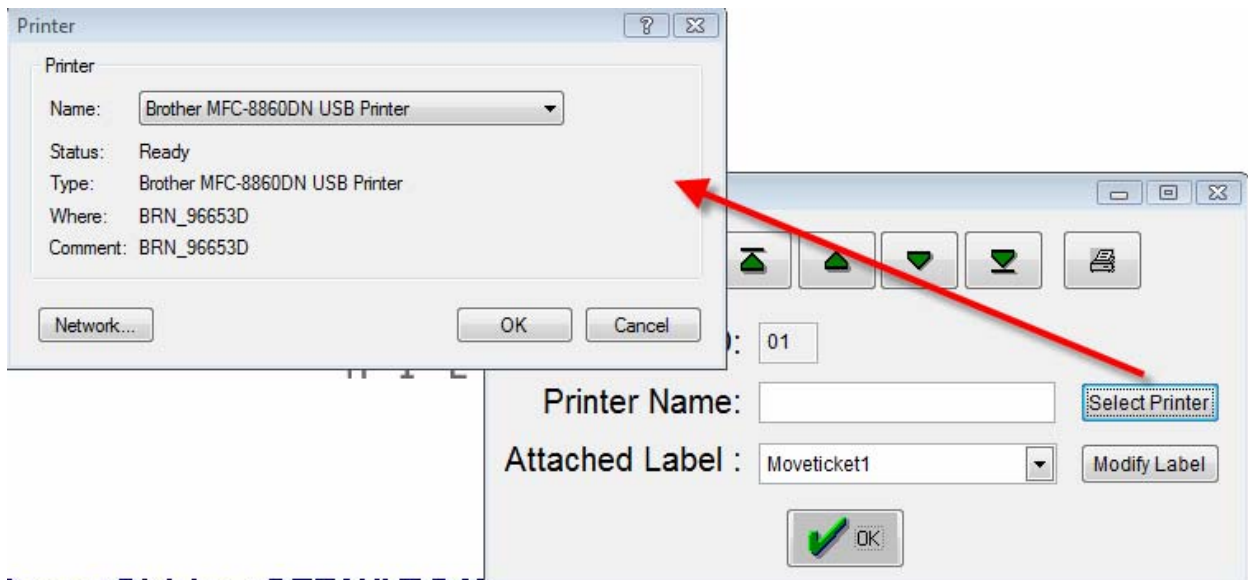 Printer
Printer
Name: Brother MFC-8860DN USB Printer
Status: Ready
Type: Brother MFC-8860DN USB Printer
Where: BRN_96653D
Comment: BRN_96653D
Network... OK Cancel
01
Printer Name: Select Printer
Attached Label : Moveticket1 Modify Label
OK